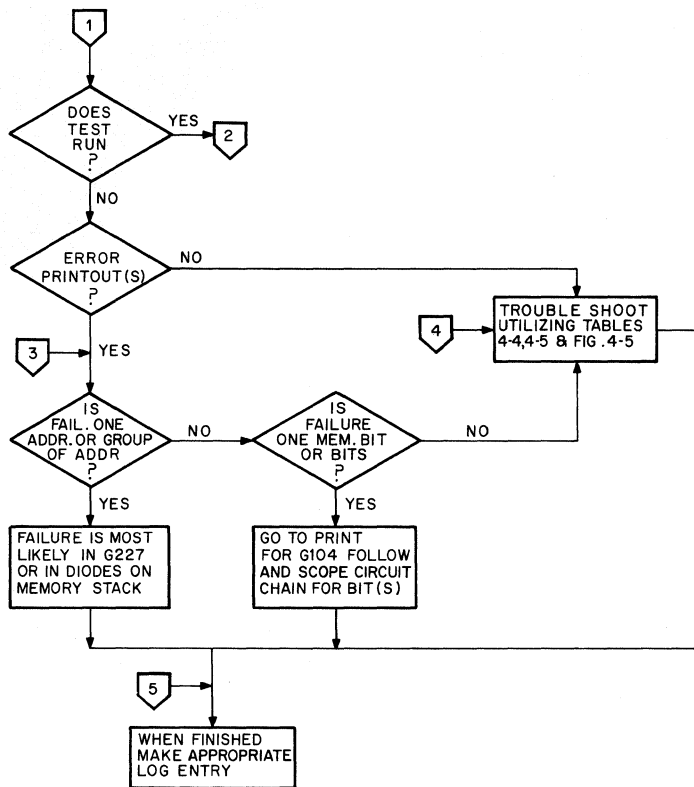 1
DOES
TEST
RUN
?
YES
2
NO
ERROR
PRINTOUT(S)
?
NO
YES
3
4
TROUBLE SHOOT
UTILIZING TABLES
4-4,4-5 & FIG.4-5
IS
FAIL. ONE
ADDR. OR GROUP
OF ADDR
?
NO
IS
FAILURE
ONE MEM. BIT
OR BITS
?
NO
YES
YES
FAILURE IS MOST
LIKELY IN G227
OR IN DIODES ON
MEMORY STACK
GO TO PRINT
FOR G104 FOLLOW
AND SCOPE CIRCUIT
CHAIN FOR BIT(S)
5
WHEN FINISHED
MAKE APPROPRIATE
LOG ENTRY